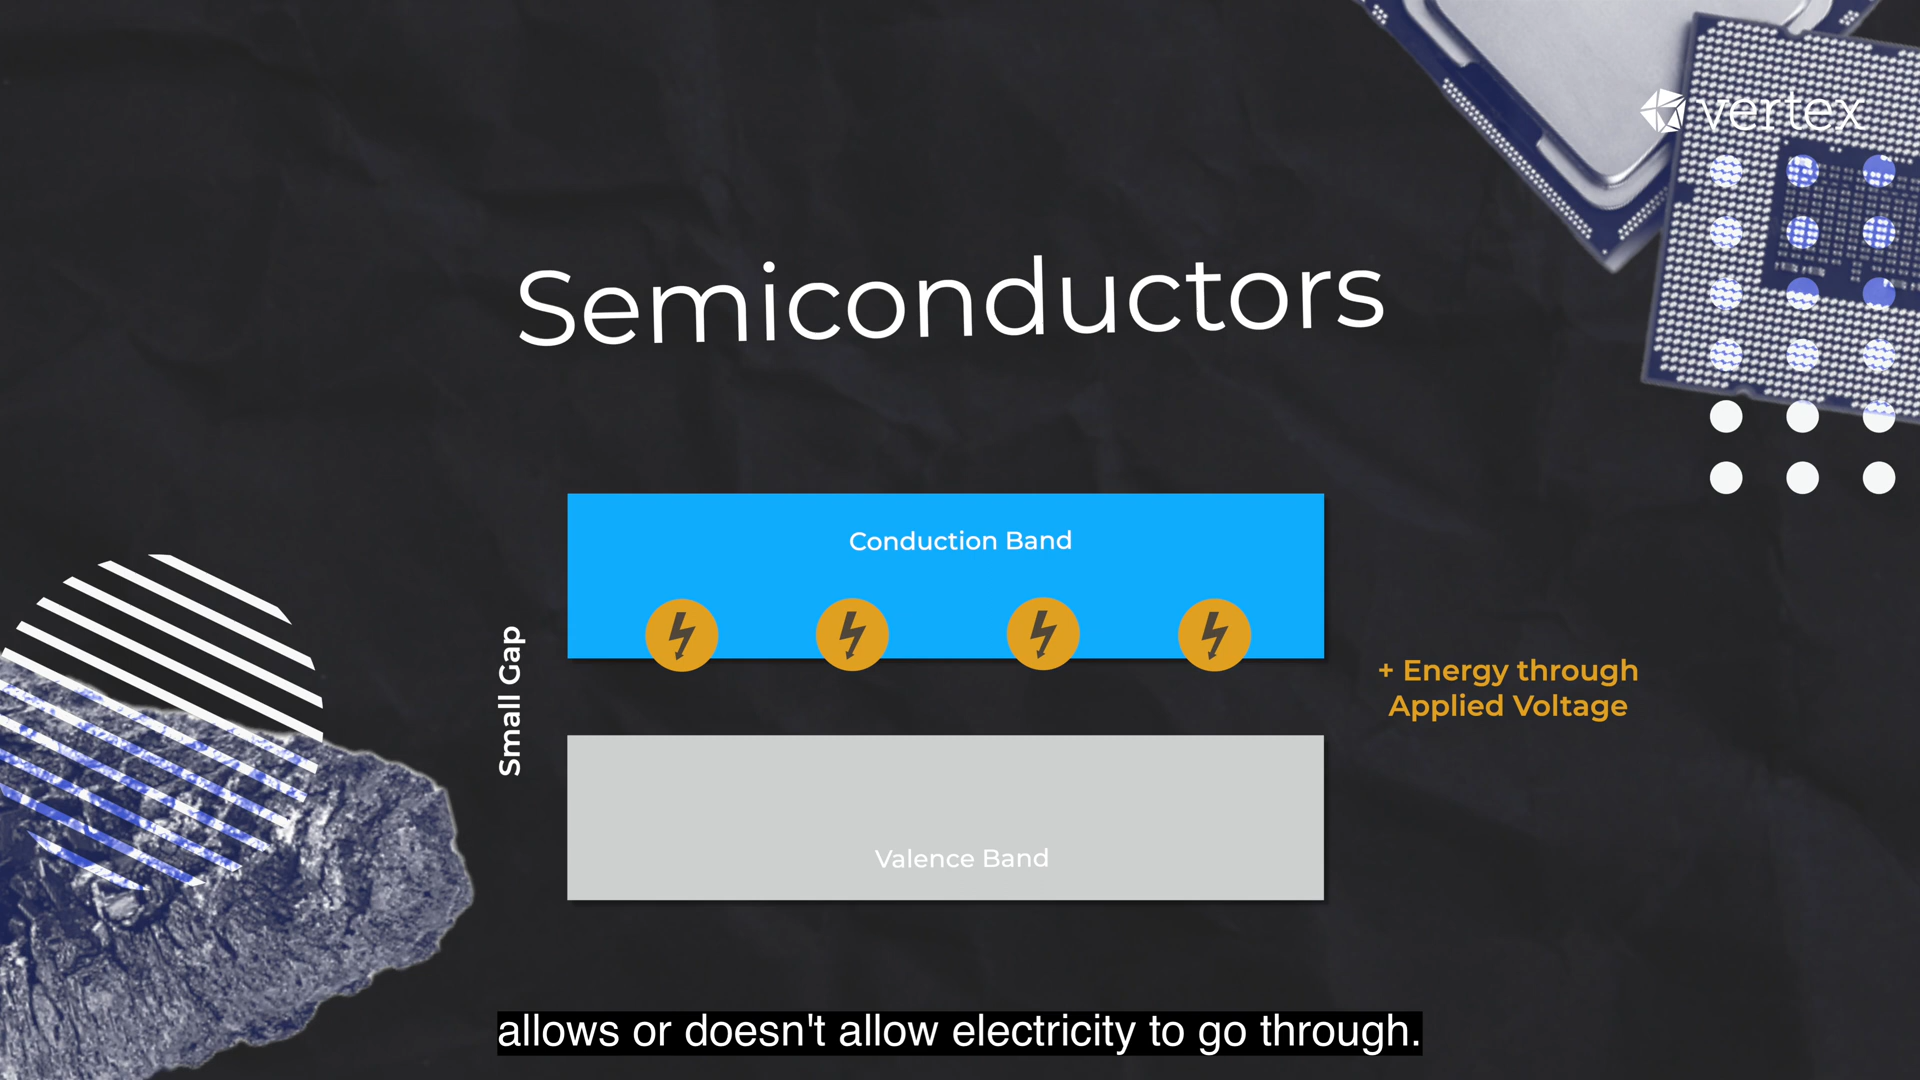 vertex
Semiconductors
Conduction Band
Small Gap
+ Energy through
Applied Voltage
Valence Band
allows or doesn't allow electricity to go through.